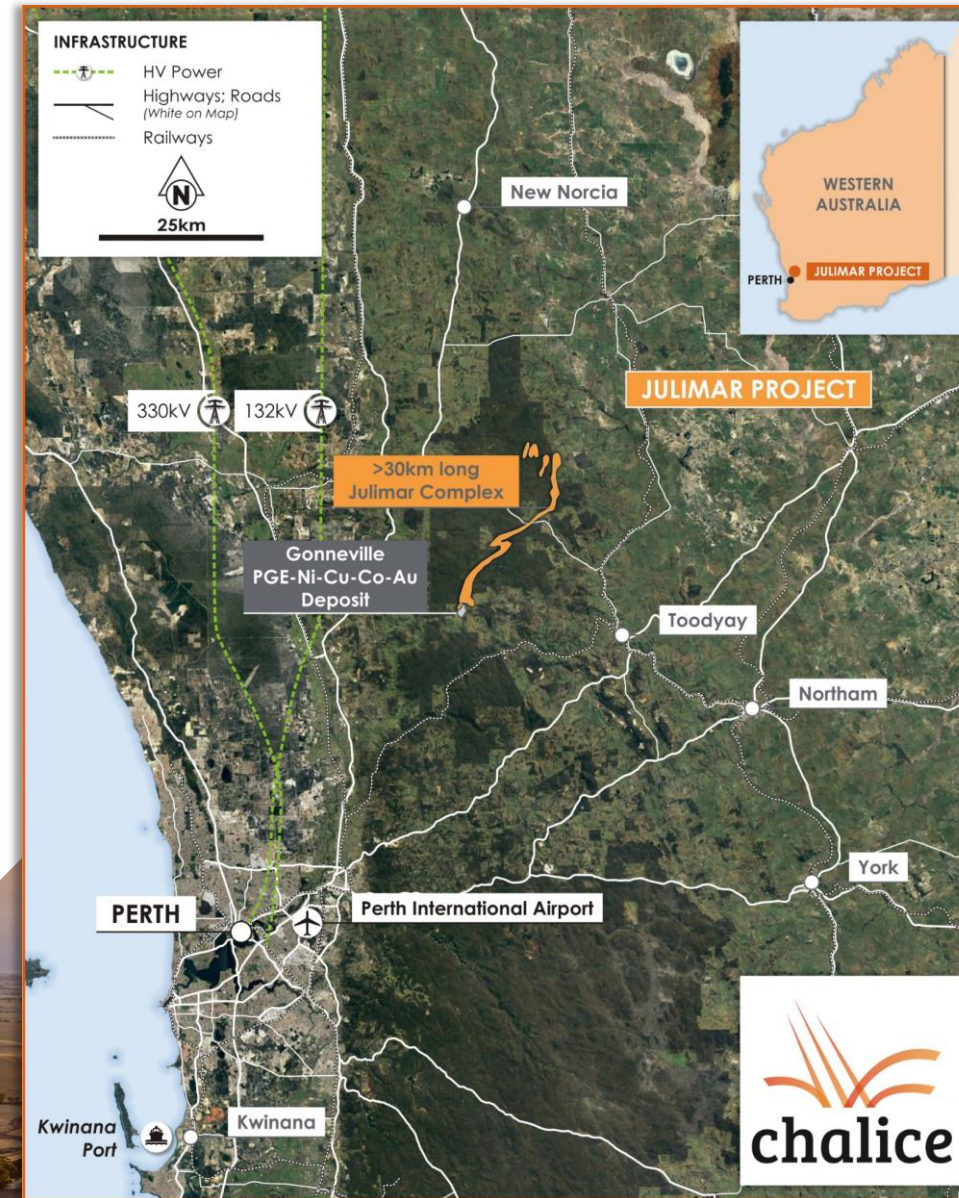 INFRASTRUCTURE
HV Power
Highways; Roads
(White on Map)
Railways
N
25km
WESTERN
AUSTRALIA
PERTH
JULIMAR PROJECT
New Norcia
JULIMAR PROJECT
330kV
132kV
>30km long
Julimar Complex
Gonneville
PGE-Ni-Cu-Co-Au
Deposit
Toodyay
Northam
York
PERTH
Perth International Airport
Kwinana
Port
Kwinana
chalice